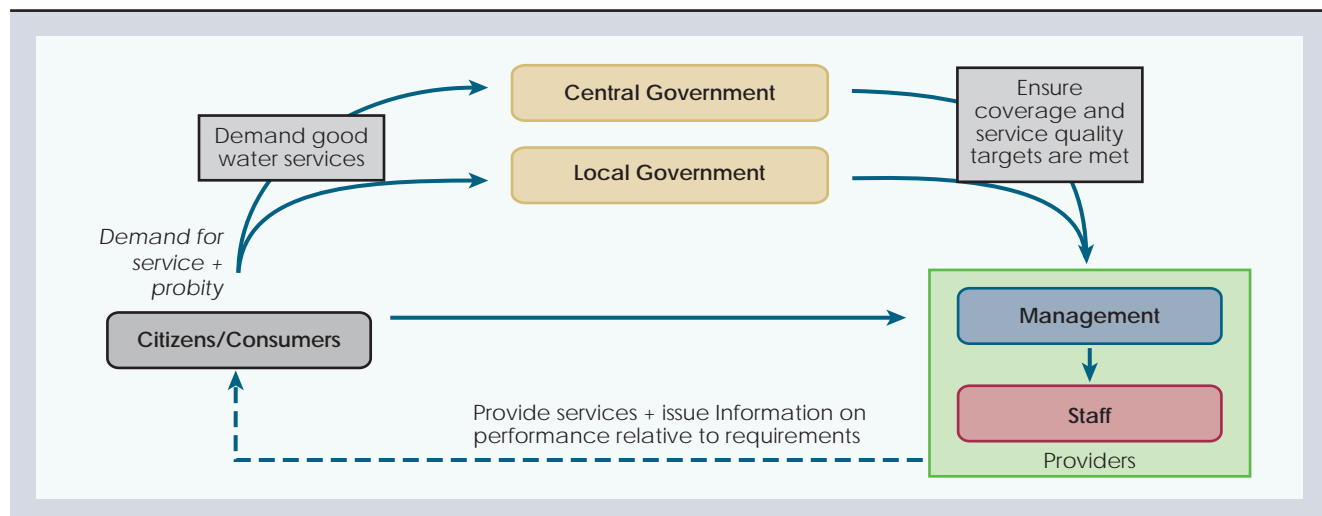 Central Government
Ensure
coverage and
service quality
targets are met
Demand good
water services
Local Government
Demand for
service +
probity
Citizens/Consumers
Management
Provide services + issue Information on
performance relative to requirements
Staff
Providers